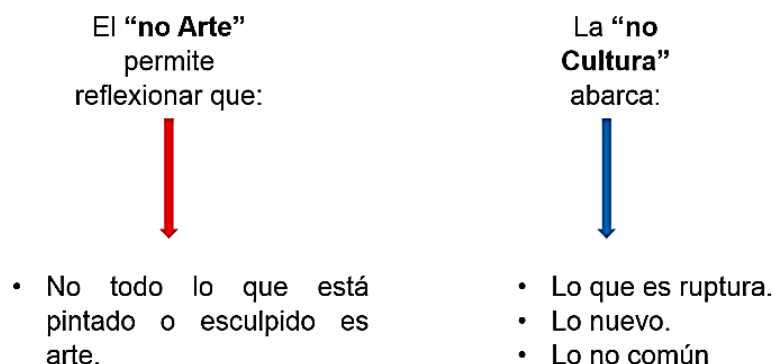 El “no Arte”
permite
reflexionar que:
• No todo lo que está
pintado o esculpido es
arte.
La “no
Cultura”
abarca:
• Lo que es ruptura.
• Lo nuevo.
• Lo no común